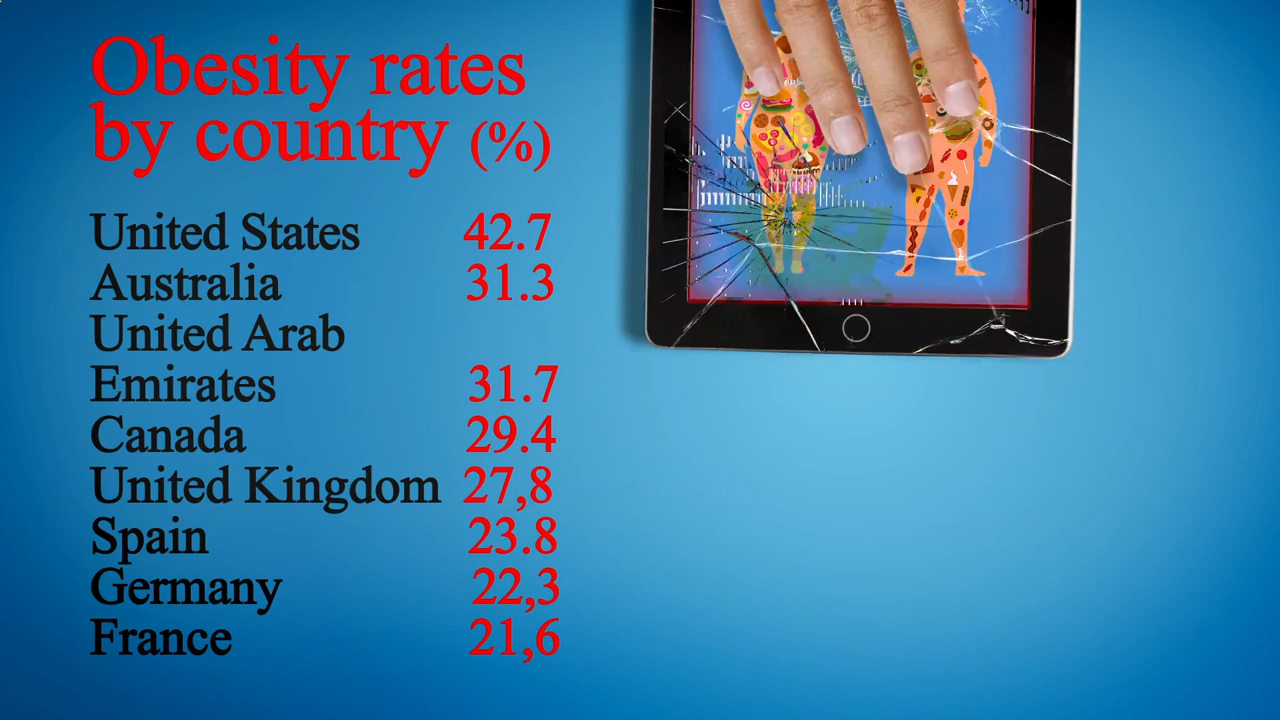 Obesity rates
by country (%)
United States 42.7
Australia 31.3
United Arab
Emirates 31.7
Canada 29.4
United Kingdom 27,8
Spain 23.8
Germany 22,3
France 21,6